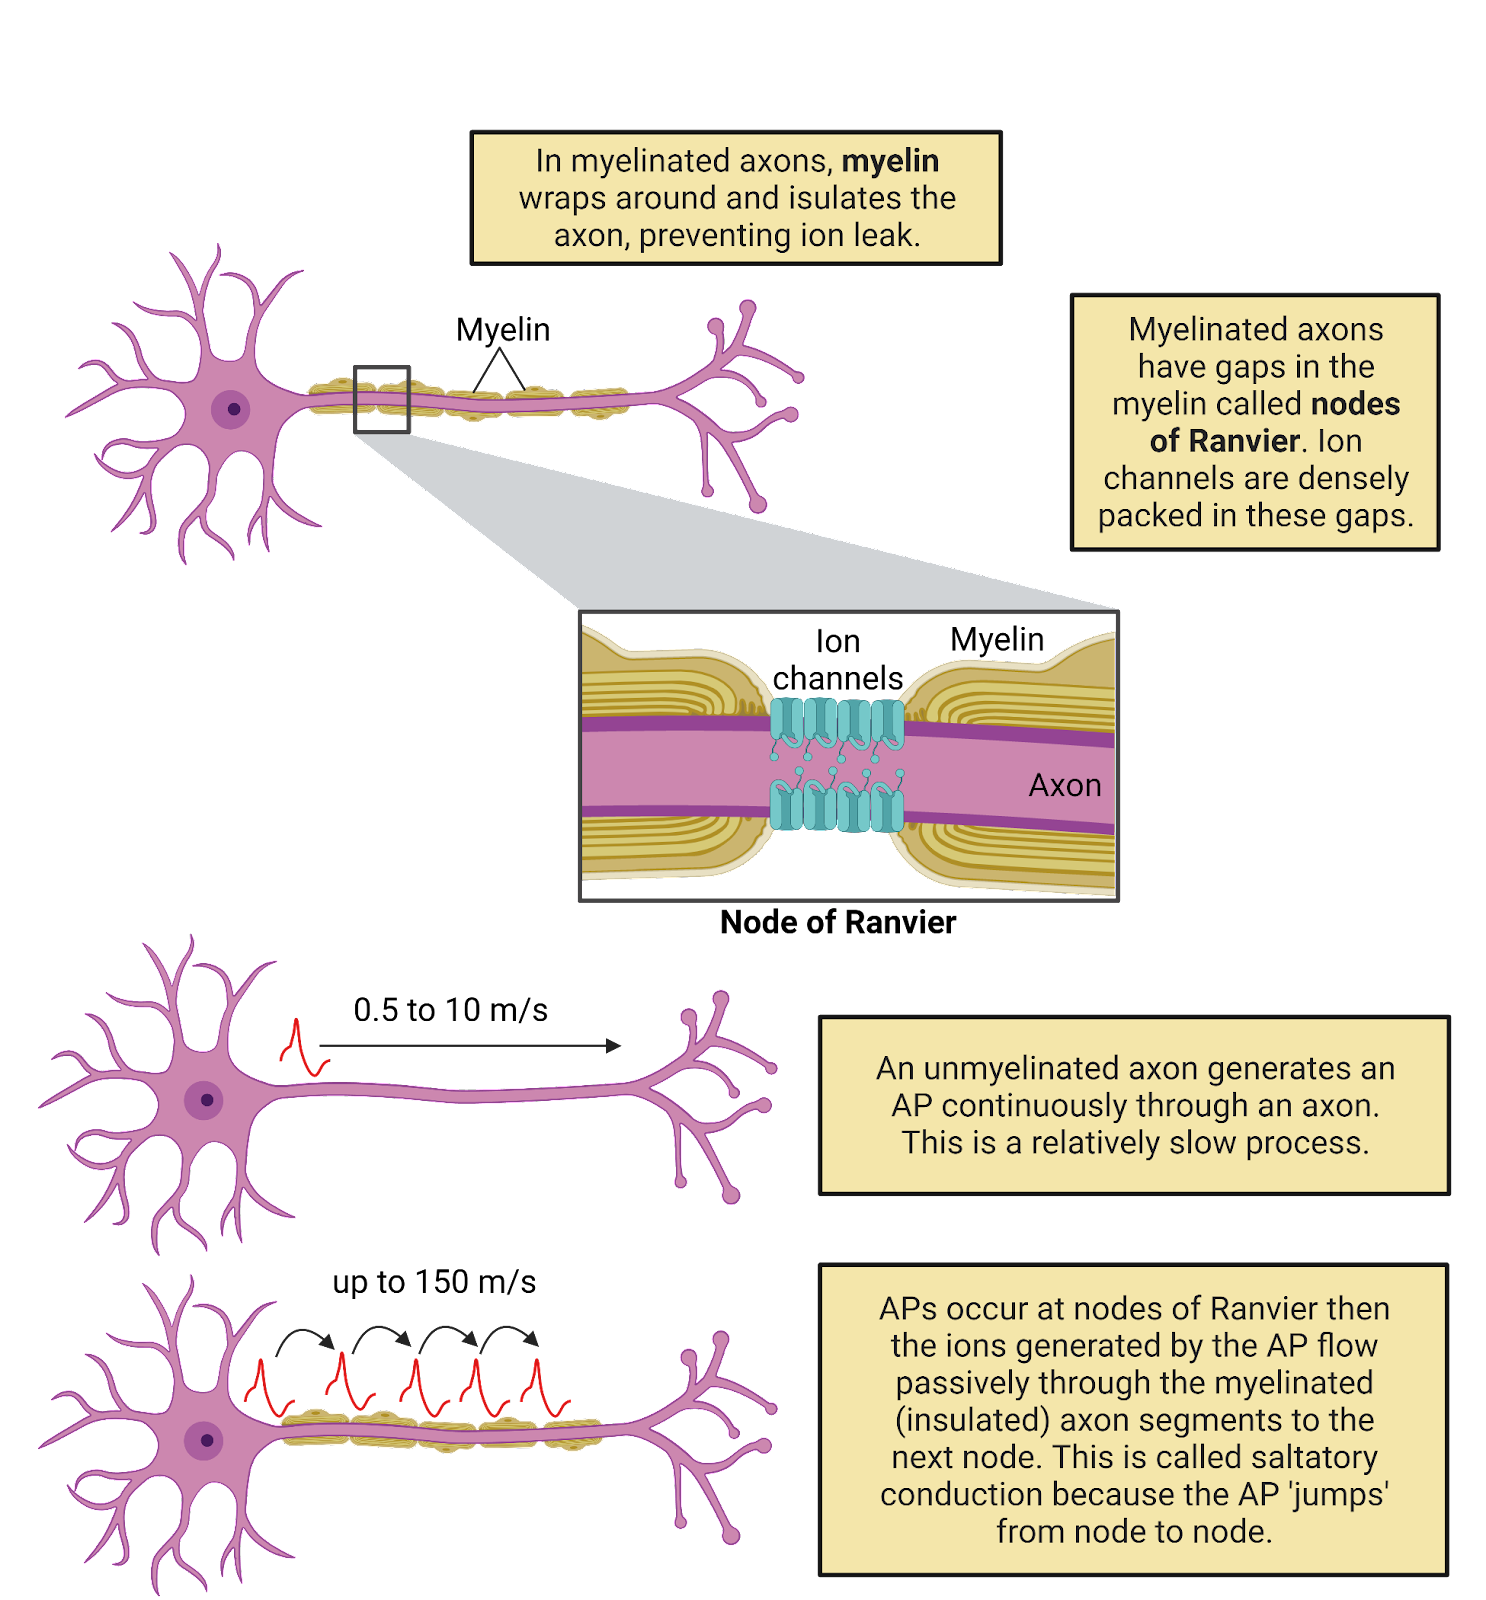 In myelinated axons, myelin
wraps around and isulates the
axon, preventing ion leak.
Myelin
Myelinated axons
have gaps in the
myelin called nodes
of Ranvier. Ion
channels are densely
packed in these gaps.
Ion
channels
Myelin
Axon
Node of Ranvier
0.5 to 10 m/s
An unmyelinated axon generates an
AP continuously through an axon.
This is a relatively slow process.
up to 150 m/s
APs occur at nodes of Ranvier then
the ions generated by the AP flow
passively through the myelinated
(insulated) axon segments to the
next node. This is called saltatory
conduction because the AP 'jumps'
from node to node.